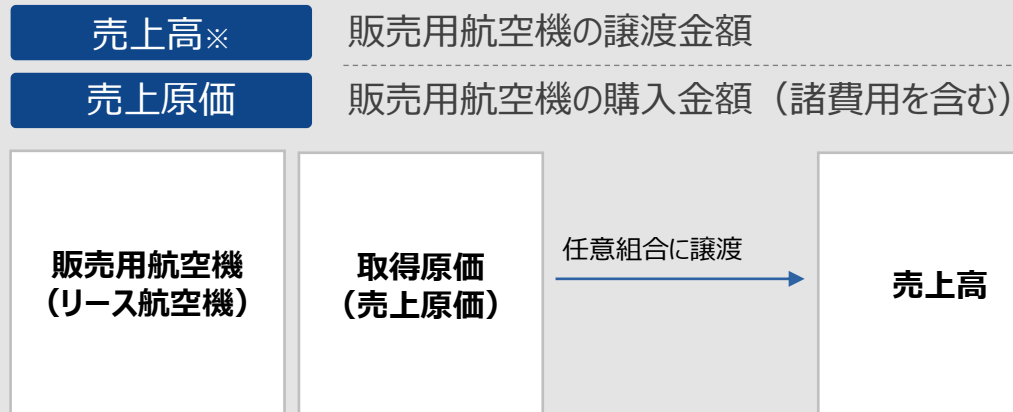 売上高※
販売用航空機の譲渡金額
売上原価
販売用航空機の購入金額（諸費用を含む）
販売用航空機
（リース航空機）
取得原価
（売上原価）
任意組合に譲渡
売上高